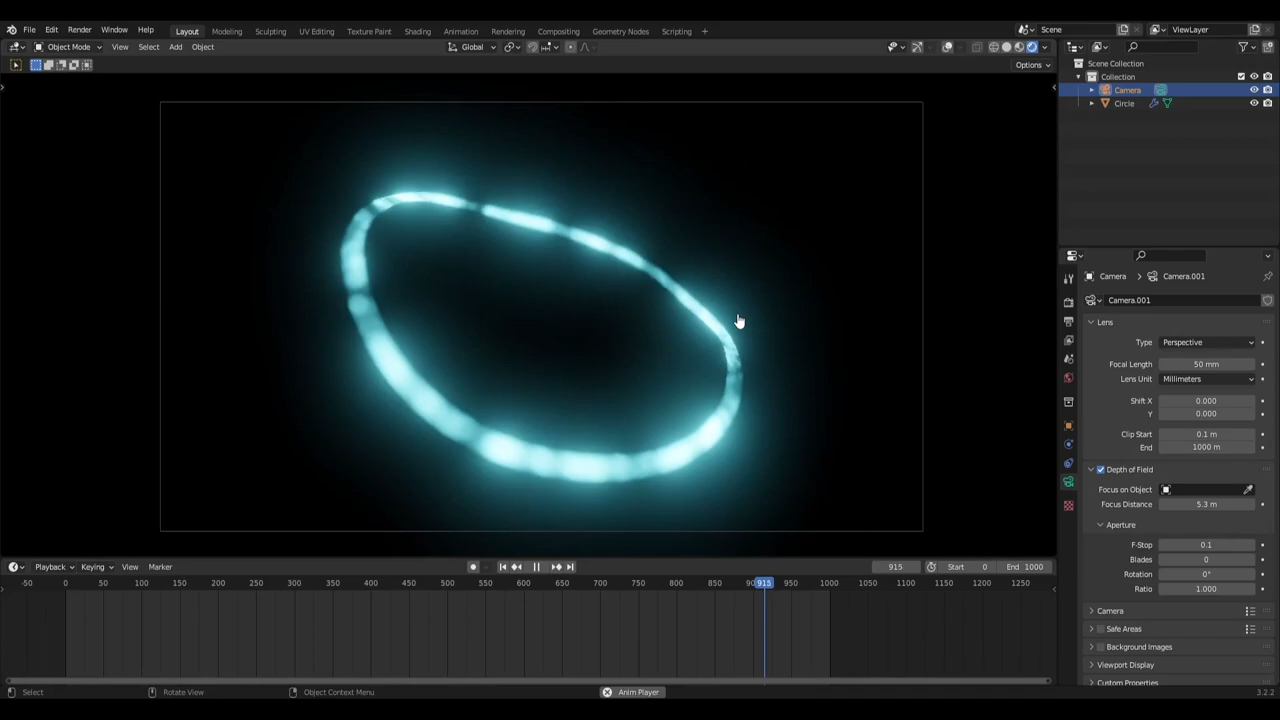 File Edit Render Window Help Layout Modeling Sculpting UV Editing Texture Paint Shading Animation Rendering Compositing Geometry Nodes Scripting + Scene ViewLayer
Object Mode View Select Add Object Global
Options
Scene Collection
Collection
Camera
Circle
Camera Camera.001
Camera.001
Lens
Type Perspective
Focal Length 50 mm
Lens Unit Millimeters
Shift X 0.000
Y 0.000
Clip Start 0.1 m
End 1000 m
Depth of Field
Focus on Object
Focus Distance 5.3 m
Aperture
F-Stop 0.1
Blades 0
Rotation 0°
Ratio 1.000
Camera
Safe Areas
Background Images
Viewport Display
Custom Properties
Playback Keying View Marker 915 Start 0 End 1000
-50 0 50 100 150 200 250 300 350 400 450 500 550 600 650 700 750 800 850 915 950 1000 1050 1100 1150 1200 1250
Select Rotate View Object Context Menu Anim Player 3.2.2